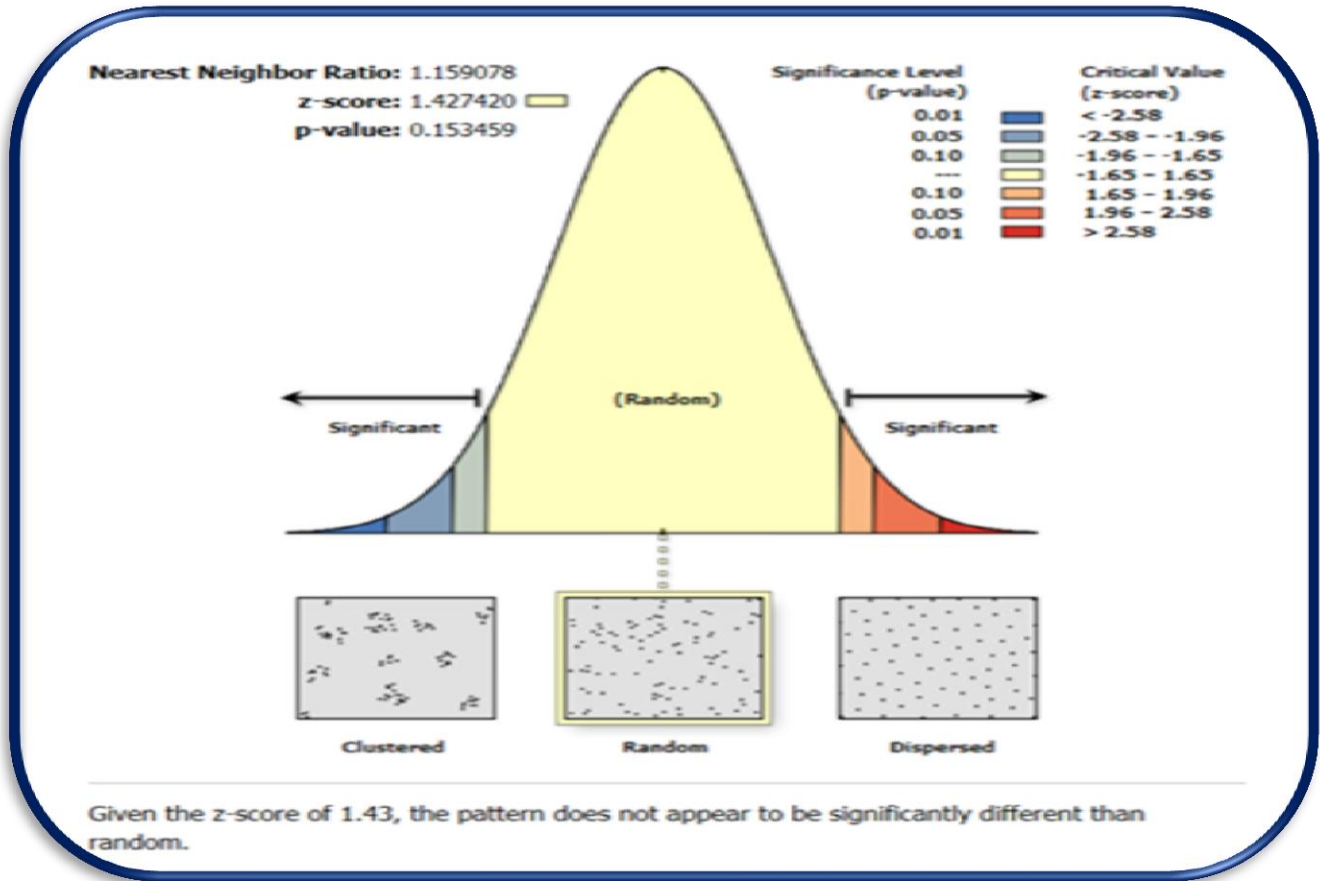 Nearest Neighbor Ratio: 1.159078
z-score: 1.427420
p-value: 0.153459
Significance Level Critical Value
(p-value) (z-score)
0.01 < -2.58
0.05 -2.58 - -1.96
0.10 -1.96 - -1.65
--- -1.65 - 1.65
0.10 1.65 - 1.96
0.05 1.96 - 2.58
0.01 > 2.58
(Random)
Significant Significant
Clustered Random Dispersed
Given the z-score of 1.43, the pattern does not appear to be significantly different than
random.